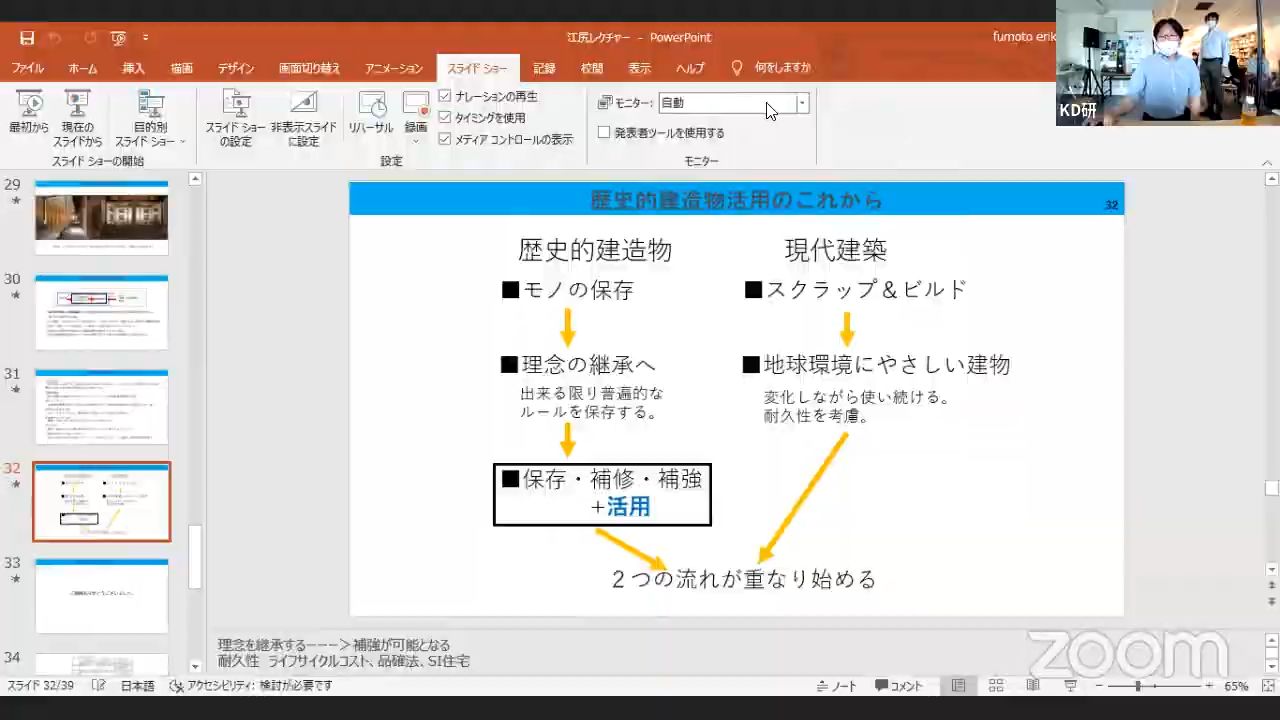 江尻レクチャー - PowerPoint
fumoto erik
KD研
ファイル ホーム 挿入 描画 デザイン 画面切り替え アニメーション スライド ショー 記録 校閲 表示 ヘルプ 何をしますか
最初から
現在の
スライドから
目的別
スライド ショー
スライド ショーの開始
スライド ショー
の設定
非表示スライド
に設定
リハーサル
録画
ナレーションの再生
タイミングを使用
メディア コントロールの表示
設定
モニター: 自動
発表者ツールを使用する
モニター
29
30
31
32
33
34
歴史的建造物活用のこれから
32
歴史的建造物
■モノの保存
■理念の継承へ
出来る限り普遍的な
ルールを保存する。
■保存・補修・補強
+活用
現代建築
■スクラップ&ビルド
■地球環境にやさしい建物
変化しながら使い続ける。
耐久性を考慮。
2つの流れが重なり始める
理念を継承する---->補強が可能となる
耐久性 ライフサイクルコスト、品確法、SI住宅
zoom
スライド 32/39 日本語 アクセシビリティ: 検討が必要です ノート コメント 65%